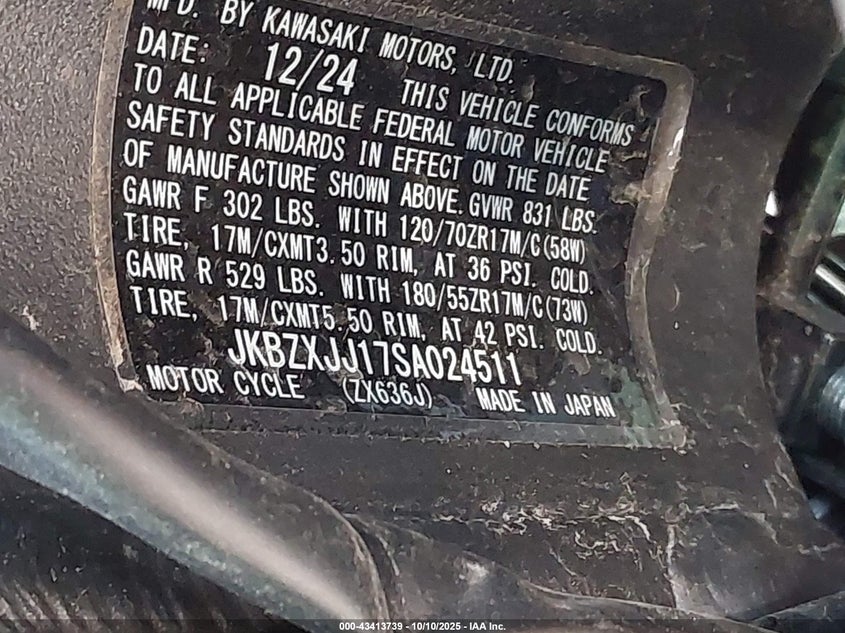 MFD. BY KAWASAKI MOTORS, LTD.
DATE: 12/24 THIS VEHICLE CONFORMS
TO ALL APPLICABLE FEDERAL MOTOR VEHICLE
SAFETY STANDARDS IN EFFECT ON THE DATE
OF MANUFACTURE SHOWN ABOVE. GVWR 831 LBS.
GAWR F 302 LBS. WITH 120/70ZR17M/C(58W)
TIRE, 17M/CXMT3.50 RIM, AT 36 PSI. COLD.
GAWR R 529 LBS. WITH 180/55ZR17M/C(73W)
TIRE, 17M/CXMT5.50 RIM, AT 42 PSI. COLD.
JKBZXJJ17SA024511
MOTOR CYCLE (ZX636J) MADE IN JAPAN
000-43413739 - 10/10/2025 - IAA Inc.